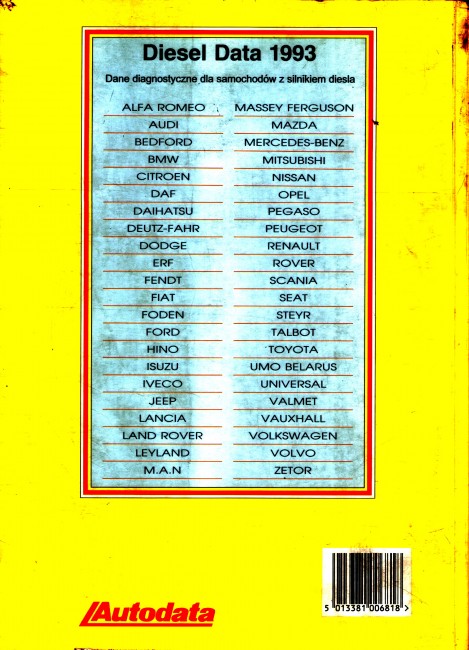 Diesel Data 1993
Dane diagnostyczne dla samochodów z silnikiem diesla
ALFA ROMEO MASSEY FERGUSON
AUDI MAZDA
BEDFORD MERCEDES-BENZ
BMW MITSUBISHI
CITROEN NISSAN
DAF OPEL
DAIHATSU PEGASO
DEUTZ-FAHR PEUGEOT
DODGE RENAULT
ERF ROVER
FENDT SCANIA
FIAT SEAT
FODEN STEYR
FORD TALBOT
HINO TOYOTA
ISUZU UMO BELARUS
IVECO UNIVERSAL
JEEP VALMET
LANCIA VAUXHALL
LAND ROVER VOLKSWAGEN
LEYLAND VOLVO
M.A.N ZETOR
5 013381 006818 >
Autodata